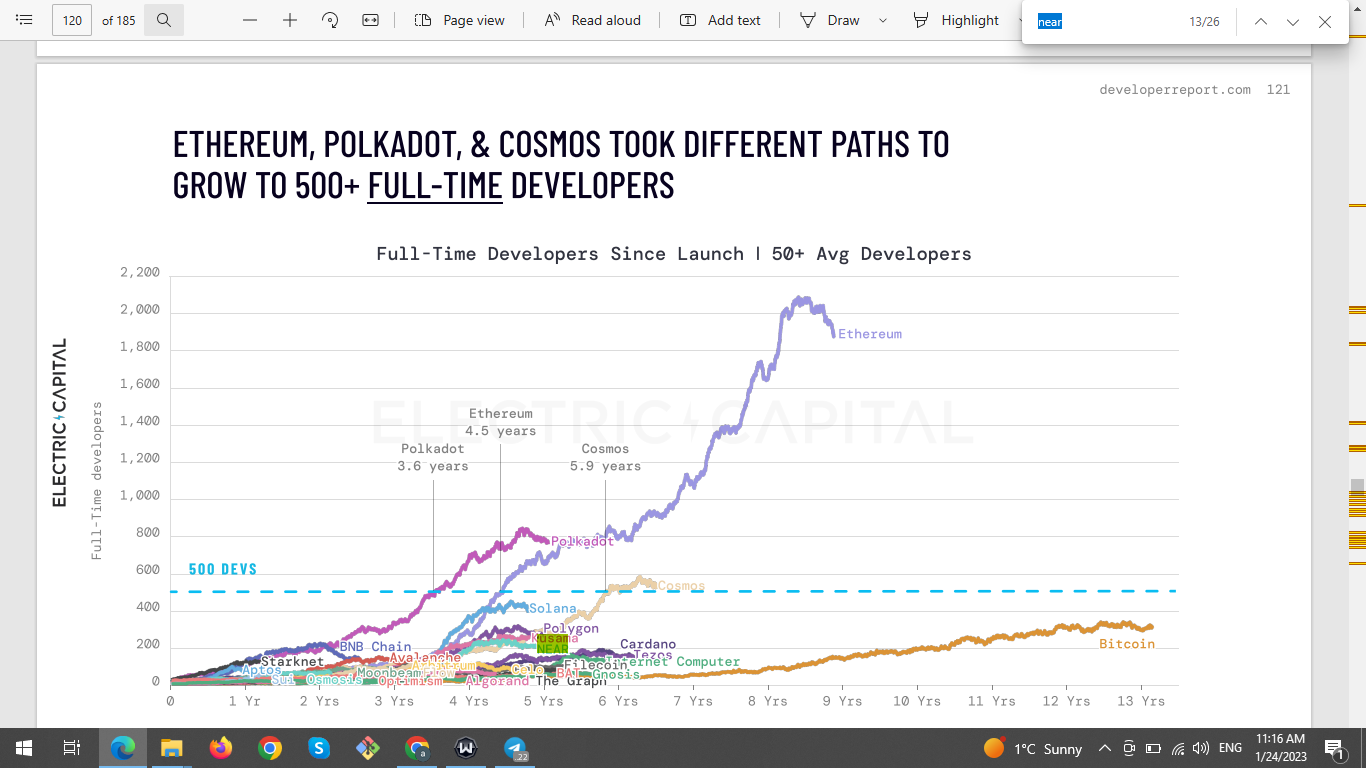 120
of 185
Page view
Read aloud
Add text
Draw
Highlight
near
13/26
developerreport.com 121
ETHEREUM, POLKADOT, & COSMOS TOOK DIFFERENT PATHS TO
GROW TO 500+ FULL-TIME DEVELOPERS
Full-Time Developers Since Launch | 50+ Avg Developers
ELECTRIC CAPITAL
Full-Time developers
2,200
2,000
1,800
1,600
1,400
1,200
1,000
800
600
400
200
0
ELECTRIC CAPITAL
Ethereum
Ethereum
4.5 years
Polkadot
3.6 years
Cosmos
5.9 years
Polkadot
500 DEVS
Cosmos
Solana
Polygon
Kusama
BNB Chain
NEAR
Cardano
Tezos
Bitcoin
Starknet
Avalanche
Internet Computer
Aptos
Moonbeam
Arbitrum
Flow
Celo
Filecoin
Sui
Osmosis
Optimism
Algorand
The Graph
BAT
Gnosis
0
1 Yr
2 Yrs
3 Yrs
4 Yrs
5 Yrs
6 Yrs
7 Yrs
8 Yrs
9 Yrs
10 Yrs
11 Yrs
12 Yrs
13 Yrs
22
1°C Sunny
ENG
11:16 AM
1/24/2023
1